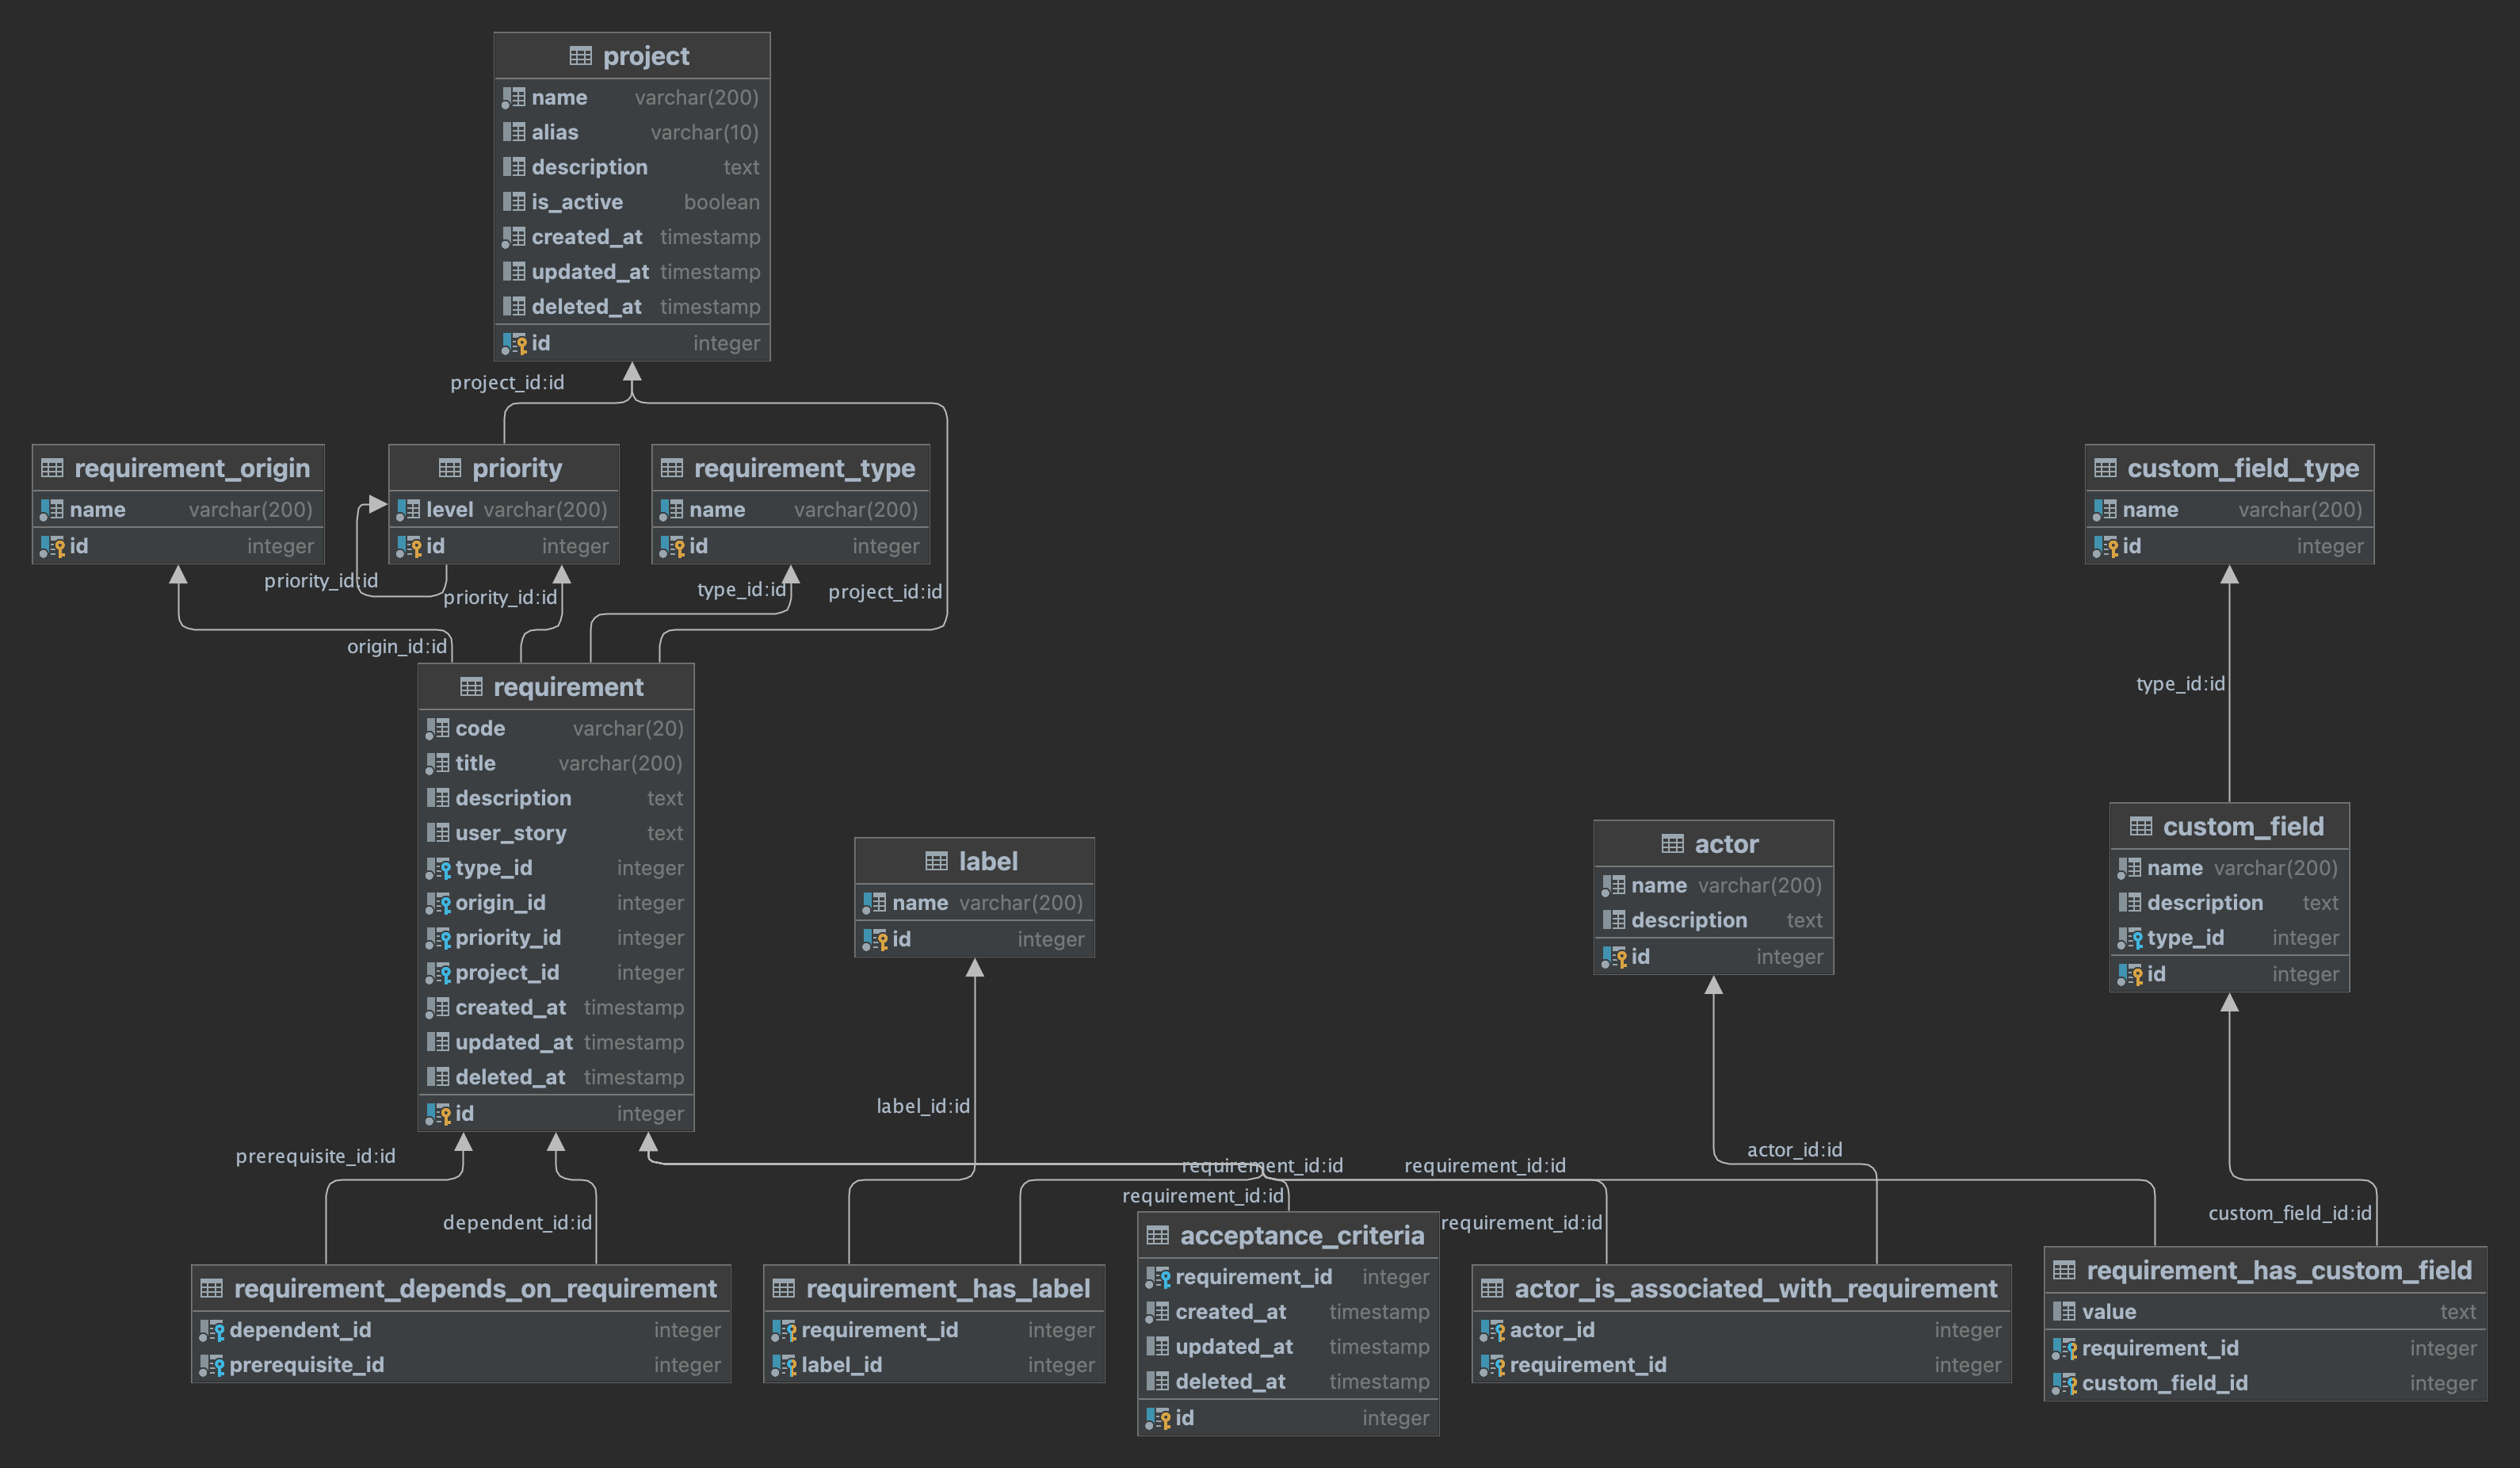 project
name varchar(200)
alias varchar(10)
description text
is_active boolean
created_at timestamp
updated_at timestamp
deleted_at timestamp
id integer
project_id:id
requirement_origin
name varchar(200)
id integer
priority
level varchar(200)
id integer
requirement_type
name varchar(200)
id integer
custom_field_type
name varchar(200)
id integer
priority_id:id
priority_id:id
type_id:id
project_id:id
origin_id:id
type_id:id
requirement
code varchar(20)
title varchar(200)
description text
user_story text
type_id integer
origin_id integer
priority_id integer
project_id integer
created_at timestamp
updated_at timestamp
deleted_at timestamp
id integer
label
name varchar(200)
id integer
actor
name varchar(200)
description text
id integer
custom_field
name varchar(200)
description text
type_id integer
id integer
label_id:id
prerequisite_id:id
dependent_id:id
requirement_id:id
requirement_id:id
requirement_id:id
requirement_id:id
actor_id:id
custom_field_id:id
requirement_depends_on_requirement
dependent_id integer
prerequisite_id integer
requirement_has_label
requirement_id integer
label_id integer
acceptance_criteria
requirement_id integer
created_at timestamp
updated_at timestamp
deleted_at timestamp
id integer
actor_is_associated_with_requirement
actor_id integer
requirement_id integer
requirement_has_custom_field
value text
requirement_id integer
custom_field_id integer